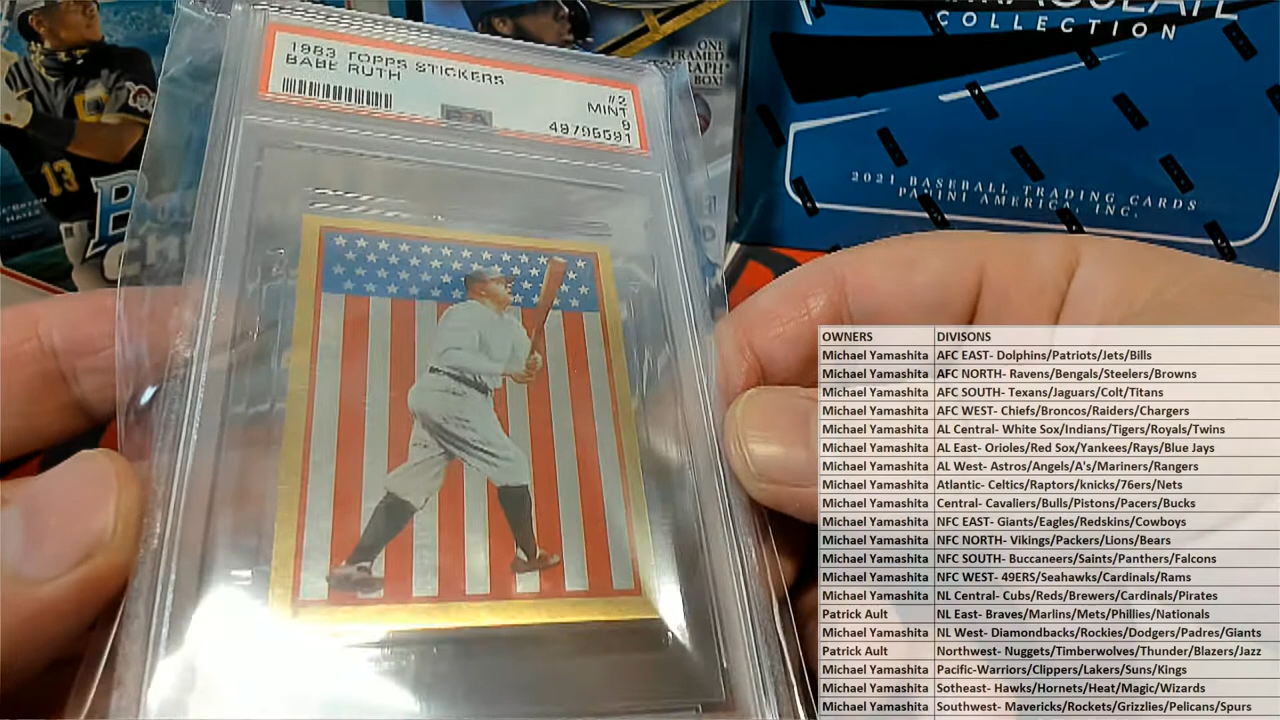 1983 TOPPS STICKERS
BABE RUTH
#2
MINT
9
49795591
PSA
13
ONE
FRAMED
BOX!
COLLECTION
2021 BASEBALL TRADING CARDS
PANINI AMERICA, INC.
OWNERS DIVISONS
Michael Yamashita AFC EAST- Dolphins/Patriots/Jets/Bills
Michael Yamashita AFC NORTH- Ravens/Bengals/Steelers/Browns
Michael Yamashita AFC SOUTH- Texans/Jaguars/Colt/Titans
Michael Yamashita AFC WEST- Chiefs/Broncos/Raiders/Chargers
Michael Yamashita AL Central- White Sox/Indians/Tigers/Royals/Twins
Michael Yamashita AL East- Orioles/Red Sox/Yankees/Rays/Blue Jays
Michael Yamashita AL West- Astros/Angels/A's/Mariners/Rangers
Michael Yamashita Atlantic- Celtics/Raptors/knicks/76ers/Nets
Michael Yamashita Central- Cavaliers/Bulls/Pistons/Pacers/Bucks
Michael Yamashita NFC EAST- Giants/Eagles/Redskins/Cowboys
Michael Yamashita NFC NORTH- Vikings/Packers/Lions/Bears
Michael Yamashita NFC SOUTH- Buccaneers/Saints/Panthers/Falcons
Michael Yamashita NFC WEST- 49ERS/Seahawks/Cardinals/Rams
Michael Yamashita NL Central- Cubs/Reds/Brewers/Cardinals/Pirates
Patrick Ault NL East- Braves/Marlins/Mets/Phillies/Nationals
Michael Yamashita NL West- Diamondbacks/Rockies/Dodgers/Padres/Giants
Patrick Ault Northwest- Nuggets/Timberwolves/Thunder/Blazers/Jazz
Michael Yamashita Pacific-Warriors/Clippers/Lakers/Suns/Kings
Michael Yamashita Sotheast- Hawks/Hornets/Heat/Magic/Wizards
Michael Yamashita Southwest- Mavericks/Rockets/Grizzlies/Pelicans/Spurs